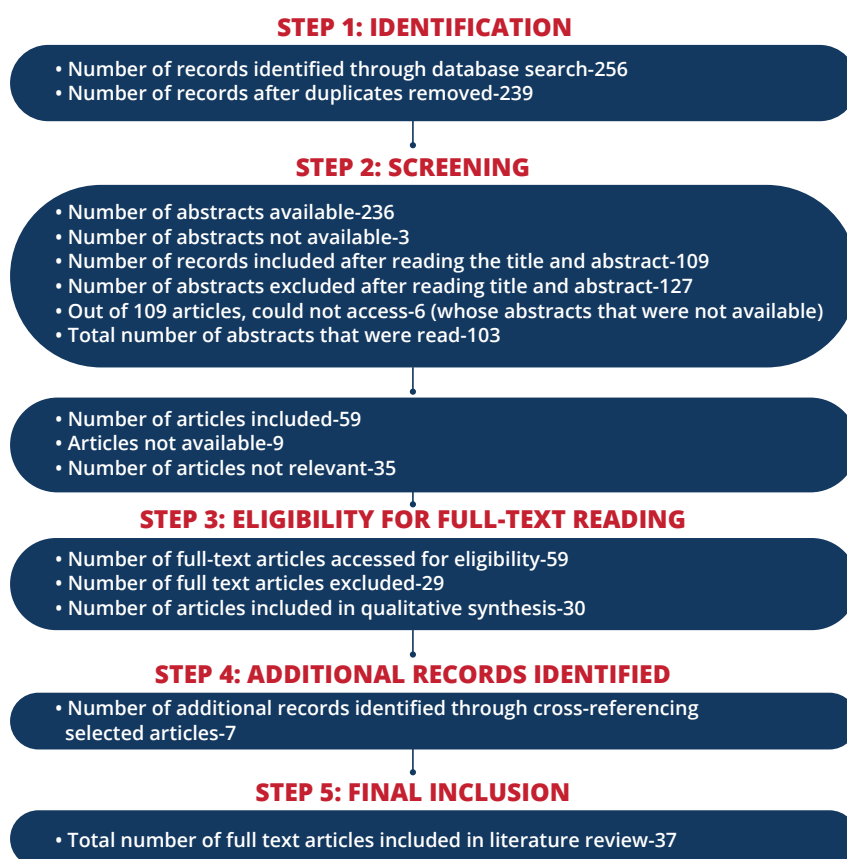 STEP 1: IDENTIFICATION
• Number of records identified through database search-256
• Number of records after duplicates removed-239
STEP 2: SCREENING
• Number of abstracts available-236
• Number of abstracts not available-3
• Number of records included after reading the title and abstract-109
• Number of abstracts excluded after reading title and abstract-127
• Out of 109 articles, could not access-6 (whose abstracts that were not available)
• Total number of abstracts that were read-103
• Number of articles included-59
• Articles not available-9
• Number of articles not relevant-35
STEP 3: ELIGIBILITY FOR FULL-TEXT READING
• Number of full-text articles accessed for eligibility-59
• Number of full text articles excluded-29
• Number of articles included in qualitative synthesis-30
STEP 4: ADDITIONAL RECORDS IDENTIFIED
• Number of additional records identified through cross-referencing
selected articles-7
STEP 5: FINAL INCLUSION
• Total number of full text articles included in literature review-37